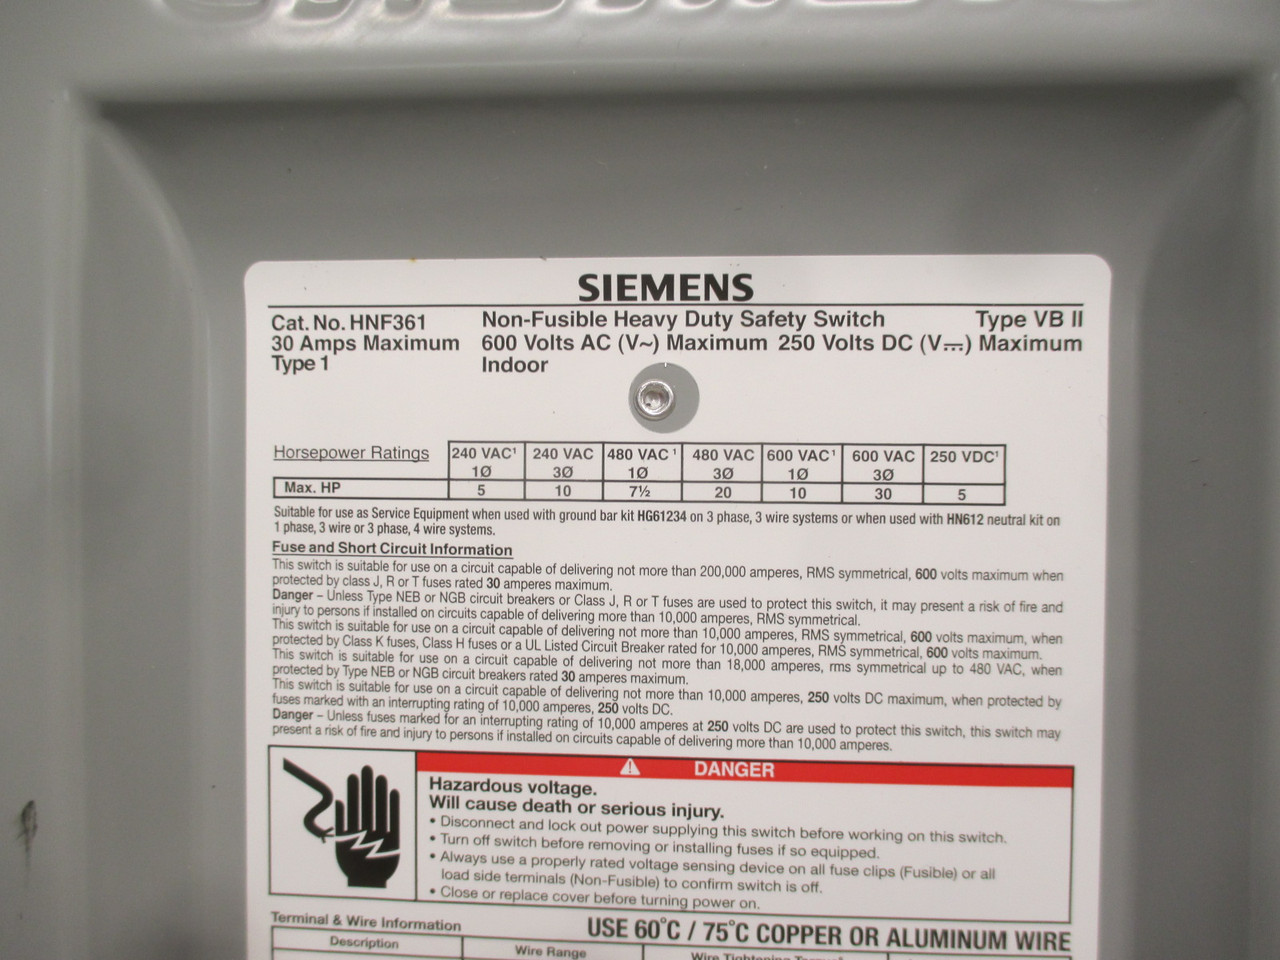 SIEMENS
Cat. No. HNF361 Non-Fusible Heavy Duty Safety Switch Type VB II
30 Amps Maximum 600 Volts AC (V~) Maximum 250 Volts DC (V⎓) Maximum
Type 1 Indoor
Horsepower Ratings 240 VAC¹ 240 VAC 480 VAC¹ 480 VAC 600 VAC¹ 600 VAC 250 VDC¹
1Ø 3Ø 1Ø 3Ø 1Ø 3Ø
Max. HP 5 10 7½ 20 10 30 5
Suitable for use as Service Equipment when used with ground bar kit HG61234 on 3 phase, 3 wire systems or when used with HN612 neutral kit on
1 phase, 3 wire or 3 phase, 4 wire systems.
Fuse and Short Circuit Information
This switch is suitable for use on a circuit capable of delivering not more than 200,000 amperes, RMS symmetrical, 600 volts maximum when
protected by class J, R or T fuses rated 30 amperes maximum.
Danger – Unless Type NEB or NGB circuit breakers or Class J, R or T fuses are used to protect this switch, it may present a risk of fire and
injury to persons if installed on circuits capable of delivering more than 10,000 amperes, RMS symmetrical.
This switch is suitable for use on a circuit capable of delivering not more than 10,000 amperes, RMS symmetrical, 600 volts maximum, when
protected by Class K fuses, Class H fuses or a UL Listed Circuit Breaker rated for 10,000 amperes, RMS symmetrical, 600 volts maximum.
This switch is suitable for use on a circuit capable of delivering not more than 18,000 amperes, rms symmetrical up to 480 VAC, when
protected by Type NEB or NGB circuit breakers rated 30 amperes maximum.
This switch is suitable for use on a circuit capable of delivering not more than 10,000 amperes, 250 volts DC maximum, when protected by
fuses marked with an interrupting rating of 10,000 amperes, 250 volts DC.
Danger – Unless fuses marked for an interrupting rating of 10,000 amperes at 250 volts DC are used to protect this switch, this switch may
present a risk of fire and injury to persons if installed on circuits capable of delivering more than 10,000 amperes.
DANGER
Hazardous voltage.
Will cause death or serious injury.
• Disconnect and lock out power supplying this switch before working on this switch.
• Turn off switch before removing or installing fuses if so equipped.
• Always use a properly rated voltage sensing device on all fuse clips (Fusible) or all
load side terminals (Non-Fusible) to confirm switch is off.
• Close or replace cover before turning power on.
Terminal & Wire Information USE 60°C / 75°C COPPER OR ALUMINUM WIRE
Description Wire Range Wire Tightening